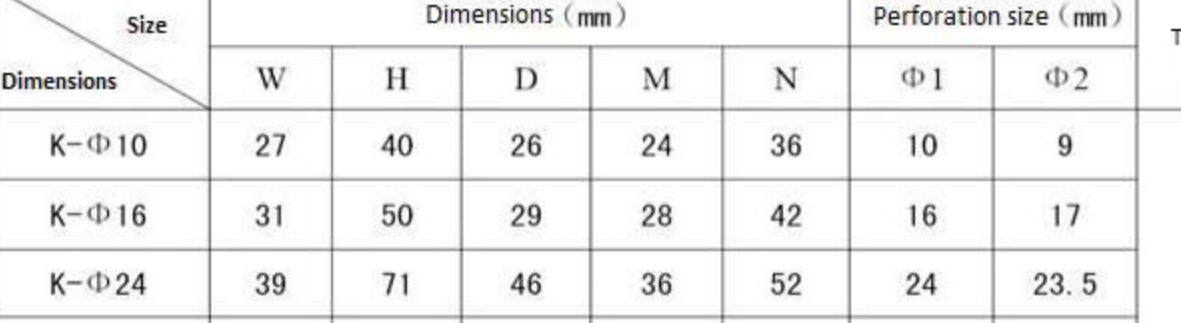 Size Dimensions（mm） Perforation size（mm）
T
Dimensions W H D M N Φ1 Φ2
K-Φ10 27 40 26 24 36 10 9
K-Φ16 31 50 29 28 42 16 17
K-Φ24 39 71 46 36 52 24 23.5